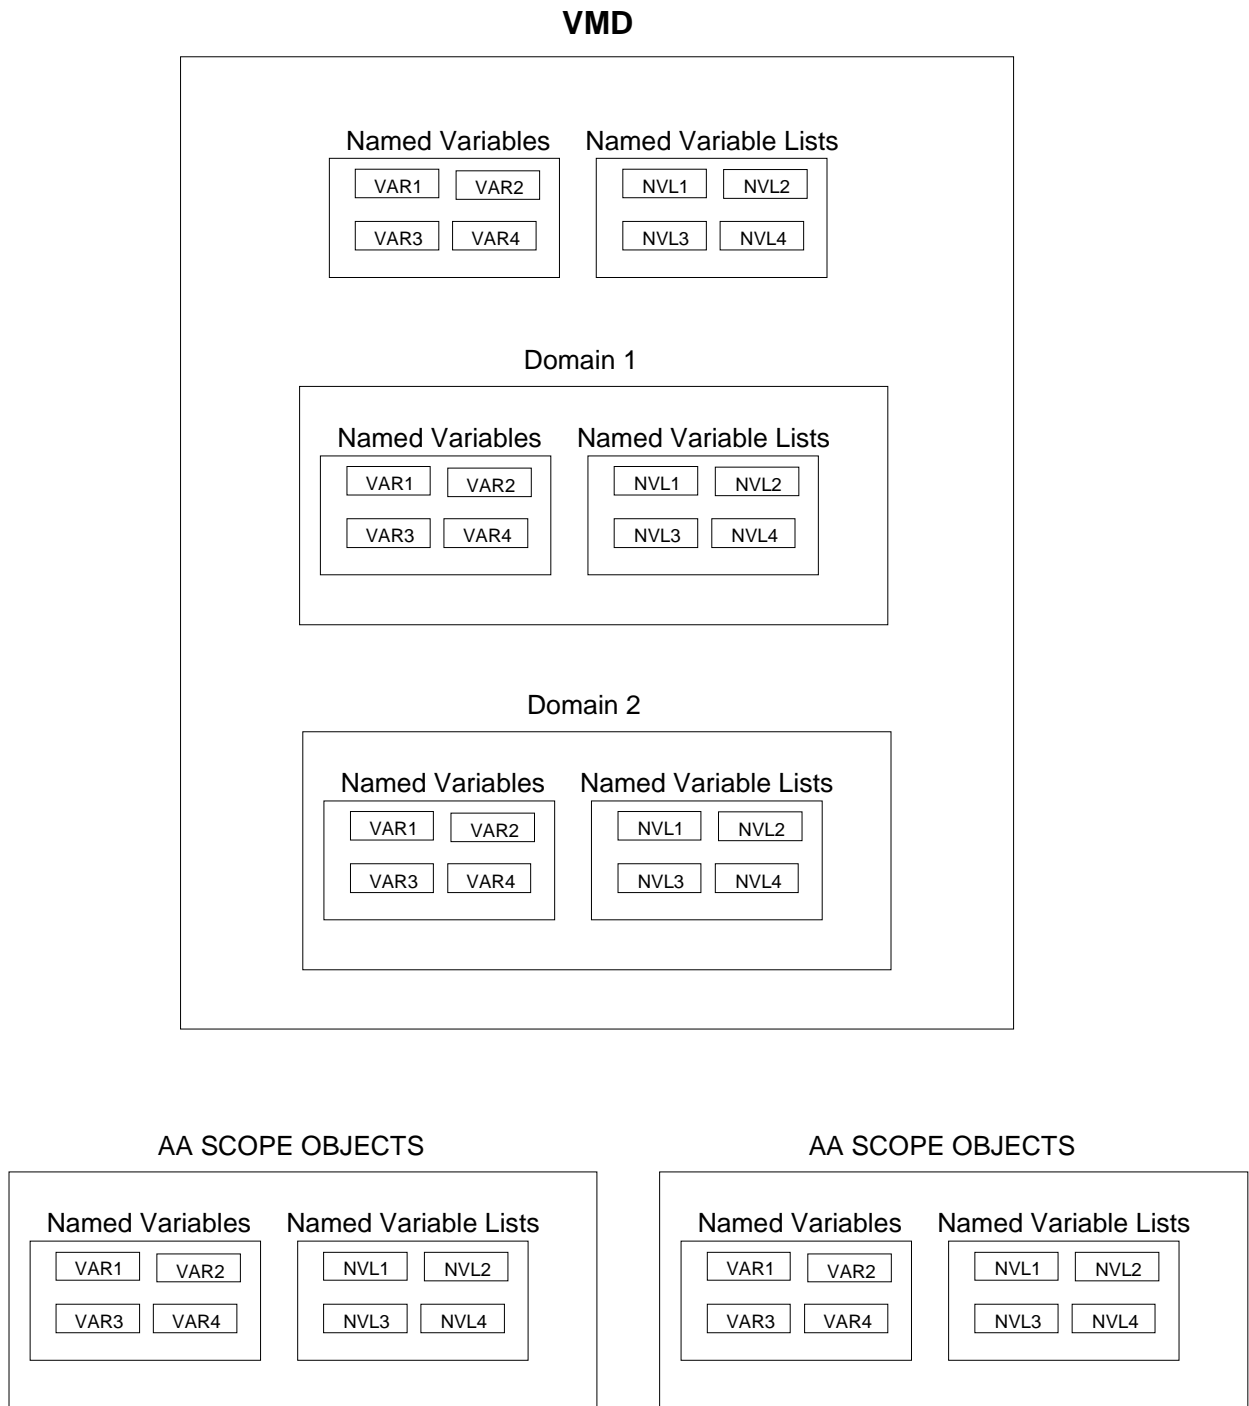 VMD
Named Variables Named Variable Lists
VAR1 VAR2 NVL1 NVL2
VAR3 VAR4 NVL3 NVL4
Domain 1
Named Variables Named Variable Lists
VAR1 VAR2 NVL1 NVL2
VAR3 VAR4 NVL3 NVL4
Domain 2
Named Variables Named Variable Lists
VAR1 VAR2 NVL1 NVL2
VAR3 VAR4 NVL3 NVL4
AA SCOPE OBJECTS
Named Variables Named Variable Lists
VAR1 VAR2 NVL1 NVL2
VAR3 VAR4 NVL3 NVL4
AA SCOPE OBJECTS
Named Variables Named Variable Lists
VAR1 VAR2 NVL1 NVL2
VAR3 VAR4 NVL3 NVL4